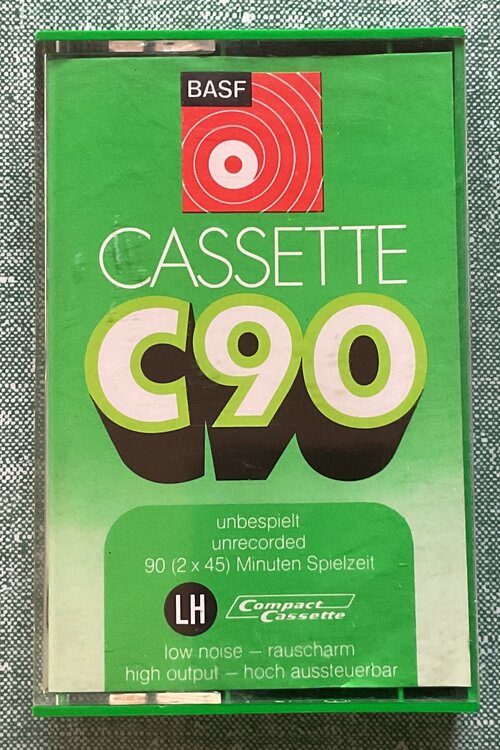 BASF
CASSETTE
C90
unbespielt
unrecorded
90 (2 x 45) Minuten Spielzeit
LH Compact Cassette
low noise – rauscharm
high output – hoch aussteuerbar